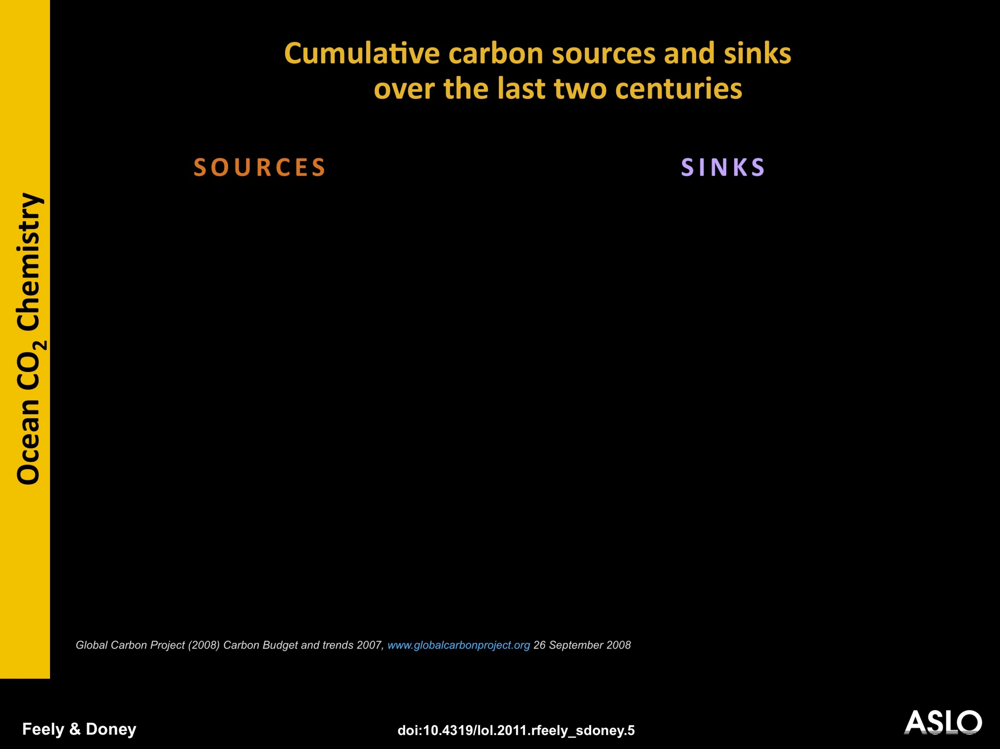 Cumulative carbon sources and sinks
over the last two centuries
SOURCES
SINKS
Ocean CO₂ Chemistry
Global Carbon Project (2008) Carbon Budget and trends 2007, www.globalcarbonproject.org 26 September 2008
Feely & Doney
doi:10.4319/lol.2011.rfeely_sdoney.5
ASLO